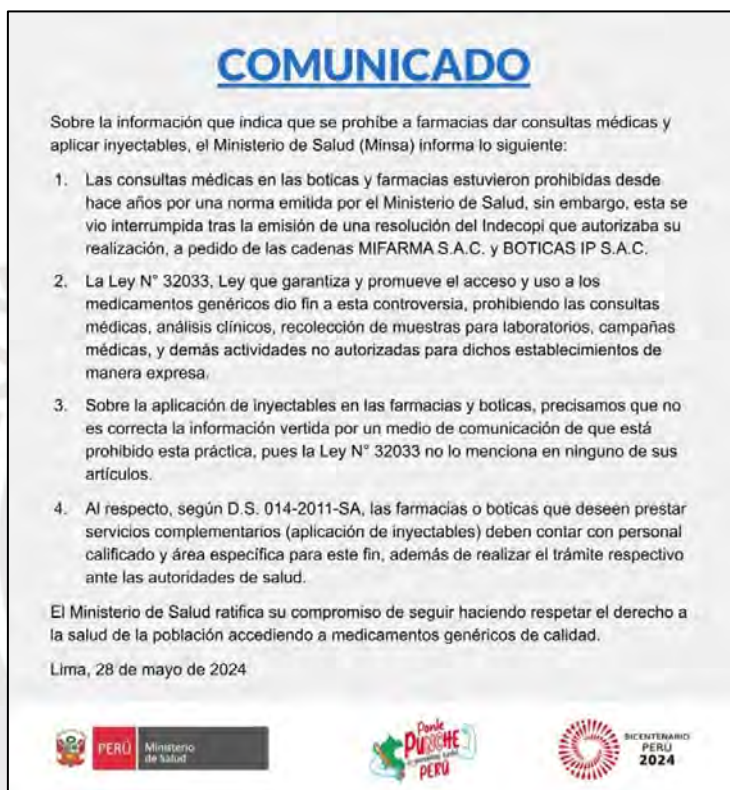 COMUNICADO
Sobre la información que indica que se prohíbe a farmacias dar consultas médicas y
aplicar inyectables, el Ministerio de Salud (Minsa) informa lo siguiente:
1. Las consultas médicas en las boticas y farmacias estuvieron prohibidas desde
hace años por una norma emitida por el Ministerio de Salud, sin embargo, esta se
vio interrumpida tras la emisión de una resolución del Indecopi que autorizaba su
realización, a pedido de las cadenas MIFARMA S.A.C. y BOTICAS IP S.A.C.
2. La Ley N° 32033, Ley que garantiza y promueve el acceso y uso a los
medicamentos genéricos dio fin a esta controversia, prohibiendo las consultas
médicas, análisis clínicos, recolección de muestras para laboratorios, campañas
médicas, y demás actividades no autorizadas para dichos establecimientos de
manera expresa.
3. Sobre la aplicación de inyectables en las farmacias y boticas, precisamos que no
es correcta la información vertida por un medio de comunicación de que está
prohibido esta práctica, pues la Ley N° 32033 no lo menciona en ninguno de sus
artículos.
4. Al respecto, según D.S. 014-2011-SA, las farmacias o boticas que deseen prestar
servicios complementarios (aplicación de inyectables) deben contar con personal
calificado y área específica para este fin, además de realizar el trámite respectivo
ante las autoridades de salud.
El Ministerio de Salud ratifica su compromiso de seguir haciendo respetar el derecho a
la salud de la población accediendo a medicamentos genéricos de calidad.
Lima, 28 de mayo de 2024
PERÚ Ministerio
de Salud
Ponle
PUNCHE
PERÚ
BICENTENARIO
PERÚ
2024